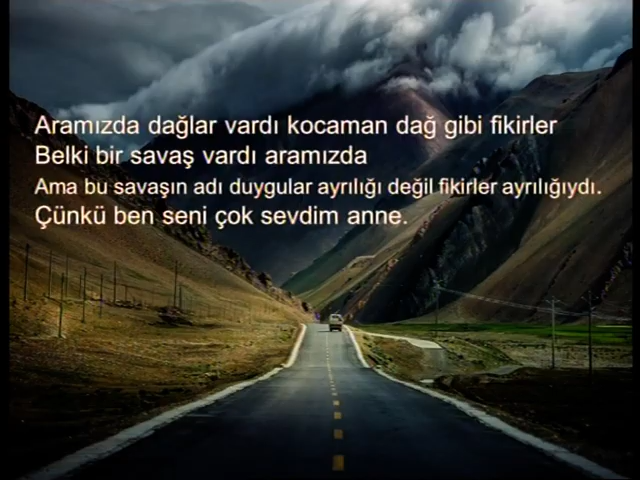 Aramızda dağlar vardı kocaman dağ gibi fikirler
Belki bir savaş vardı aramızda
Ama bu savaşın adı duygular ayrılığı değil fikirler ayrılığıydı.
Çünkü ben seni çok sevdim anne.